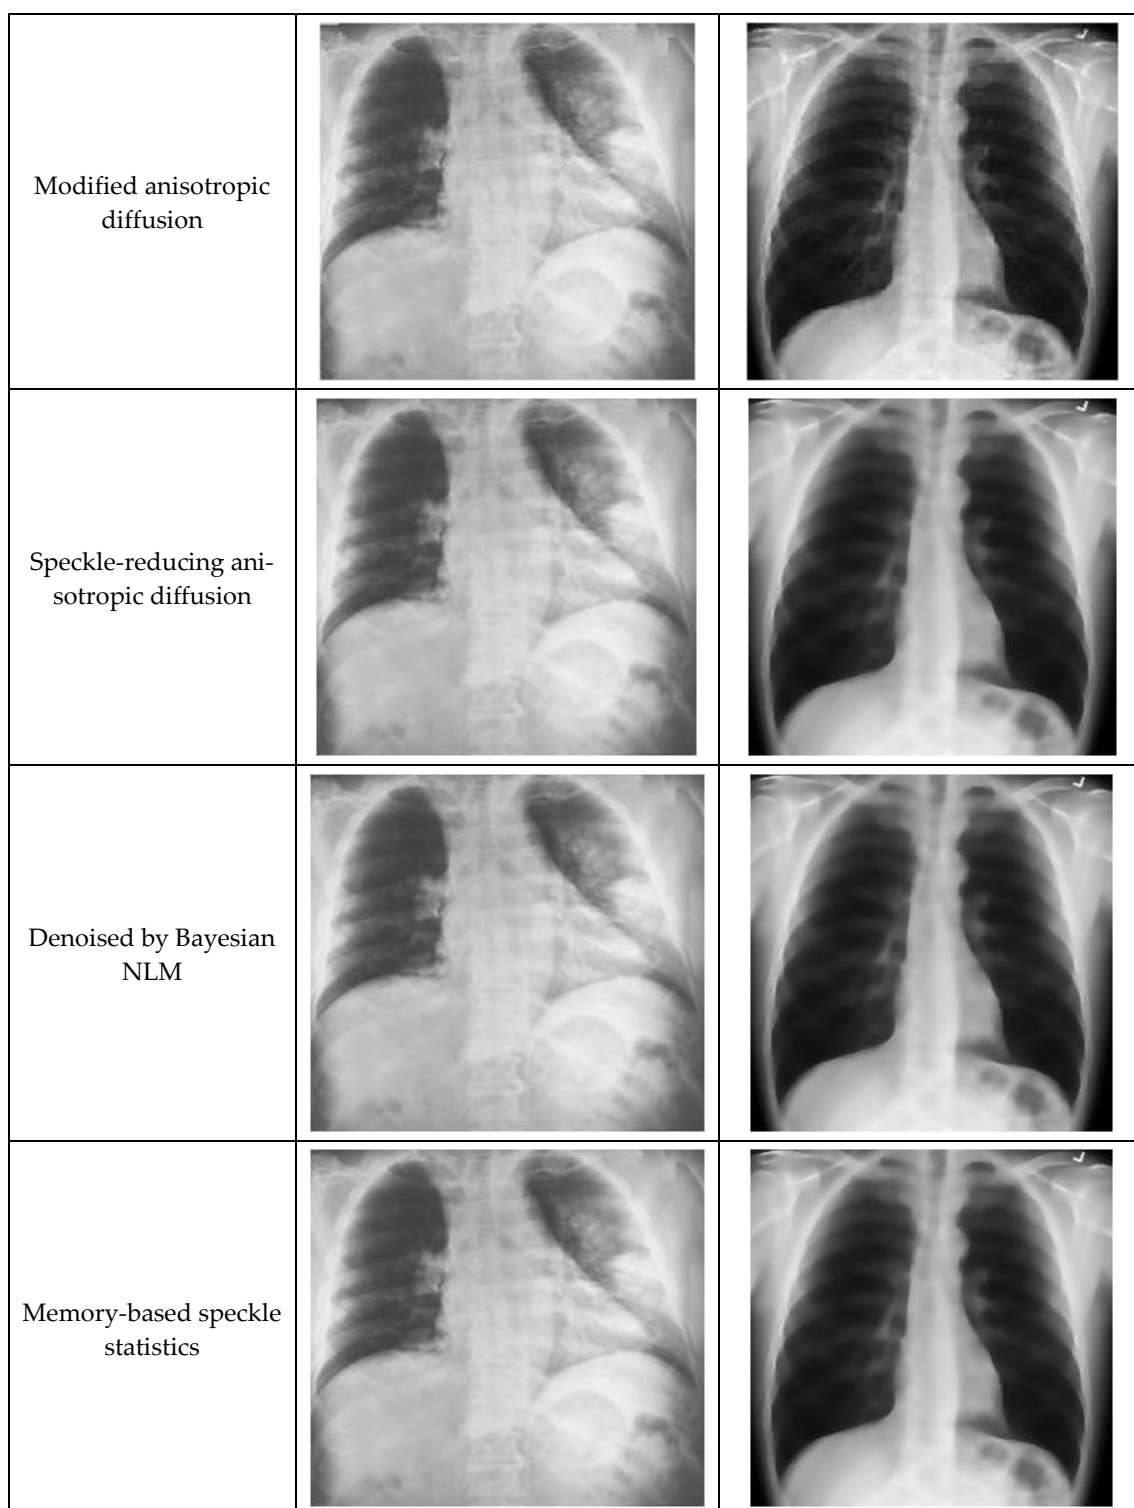 Modified anisotropic
diffusion
Speckle-reducing ani-
sotropic diffusion
Denoised by Bayesian
NLM
Memory-based speckle
statistics